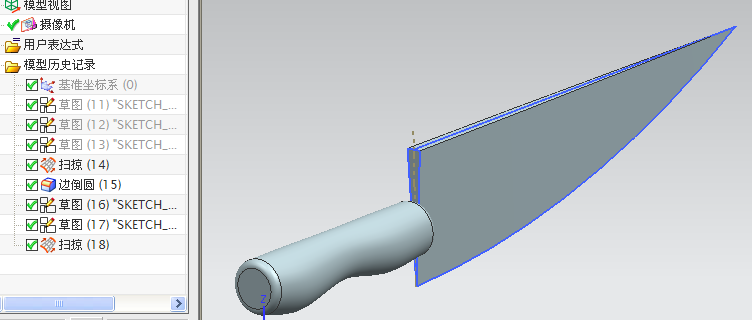 模型视图
摄像机
用户表达式
模型历史记录
基准坐标系 (0)
草图 (11) "SKETCH_...
草图 (12) "SKETCH_...
草图 (13) "SKETCH_...
扫掠 (14)
边倒圆 (15)
草图 (16) "SKETCH_...
草图 (17) "SKETCH_...
扫掠 (18)
Z